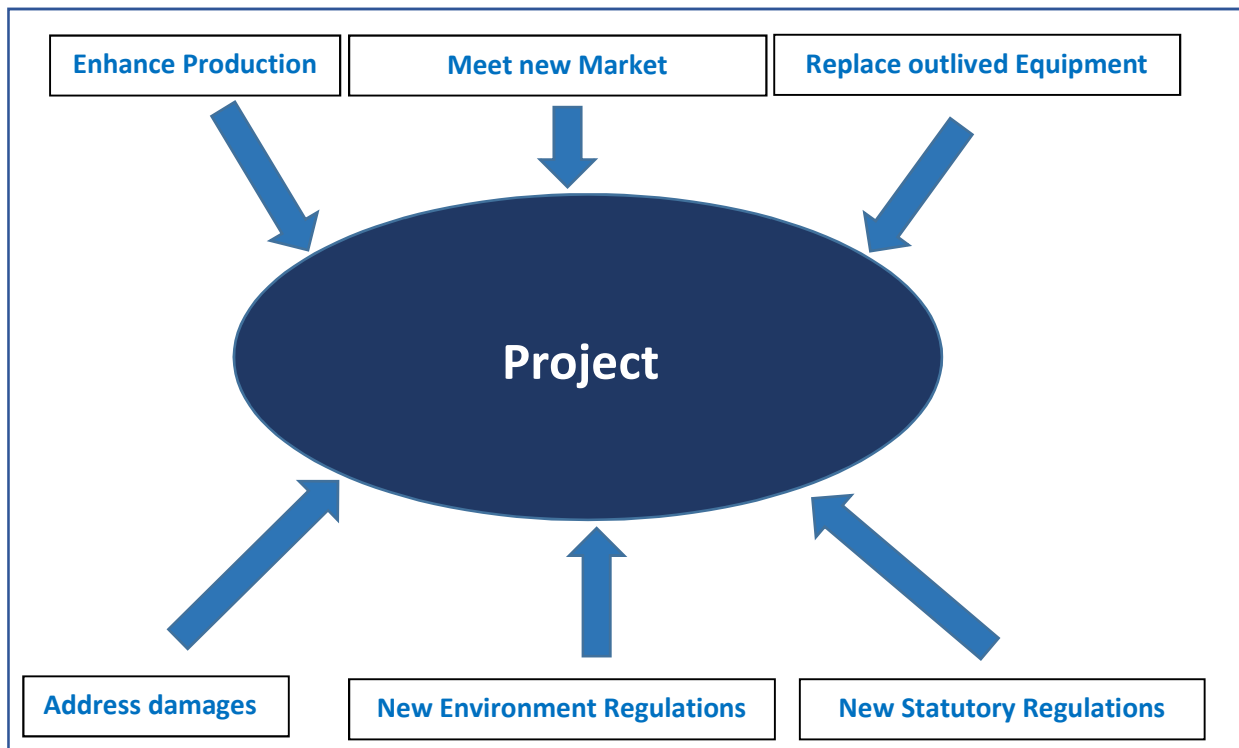 Enhance Production
Meet new Market
Replace outlived Equipment
Project
Address damages
New Environment Regulations
New Statutory Regulations